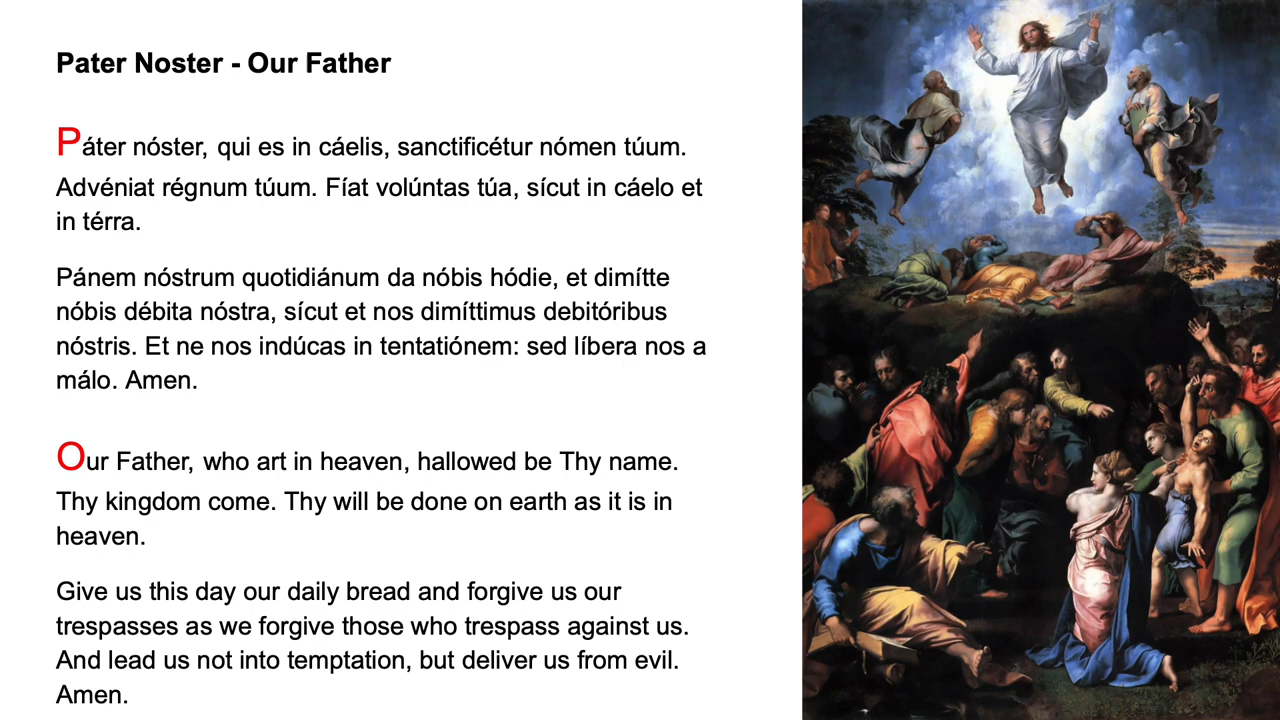 Pater Noster - Our Father
Páter nóster, qui es in cáelis, sanctificétur nómen túum.
Advéniat régnum túum. Fíat volúntas túa, sícut in cáelo et
in térra.
Pánem nóstrum quotidiánum da nóbis hódie, et dimítte
nóbis débita nóstra, sícut et nos dimíttimus debitóribus
nóstris. Et ne nos indúcas in tentatiónem: sed líbera nos a
málo. Amen.
Our Father, who art in heaven, hallowed be Thy name.
Thy kingdom come. Thy will be done on earth as it is in
heaven.
Give us this day our daily bread and forgive us our
trespasses as we forgive those who trespass against us.
And lead us not into temptation, but deliver us from evil.
Amen.